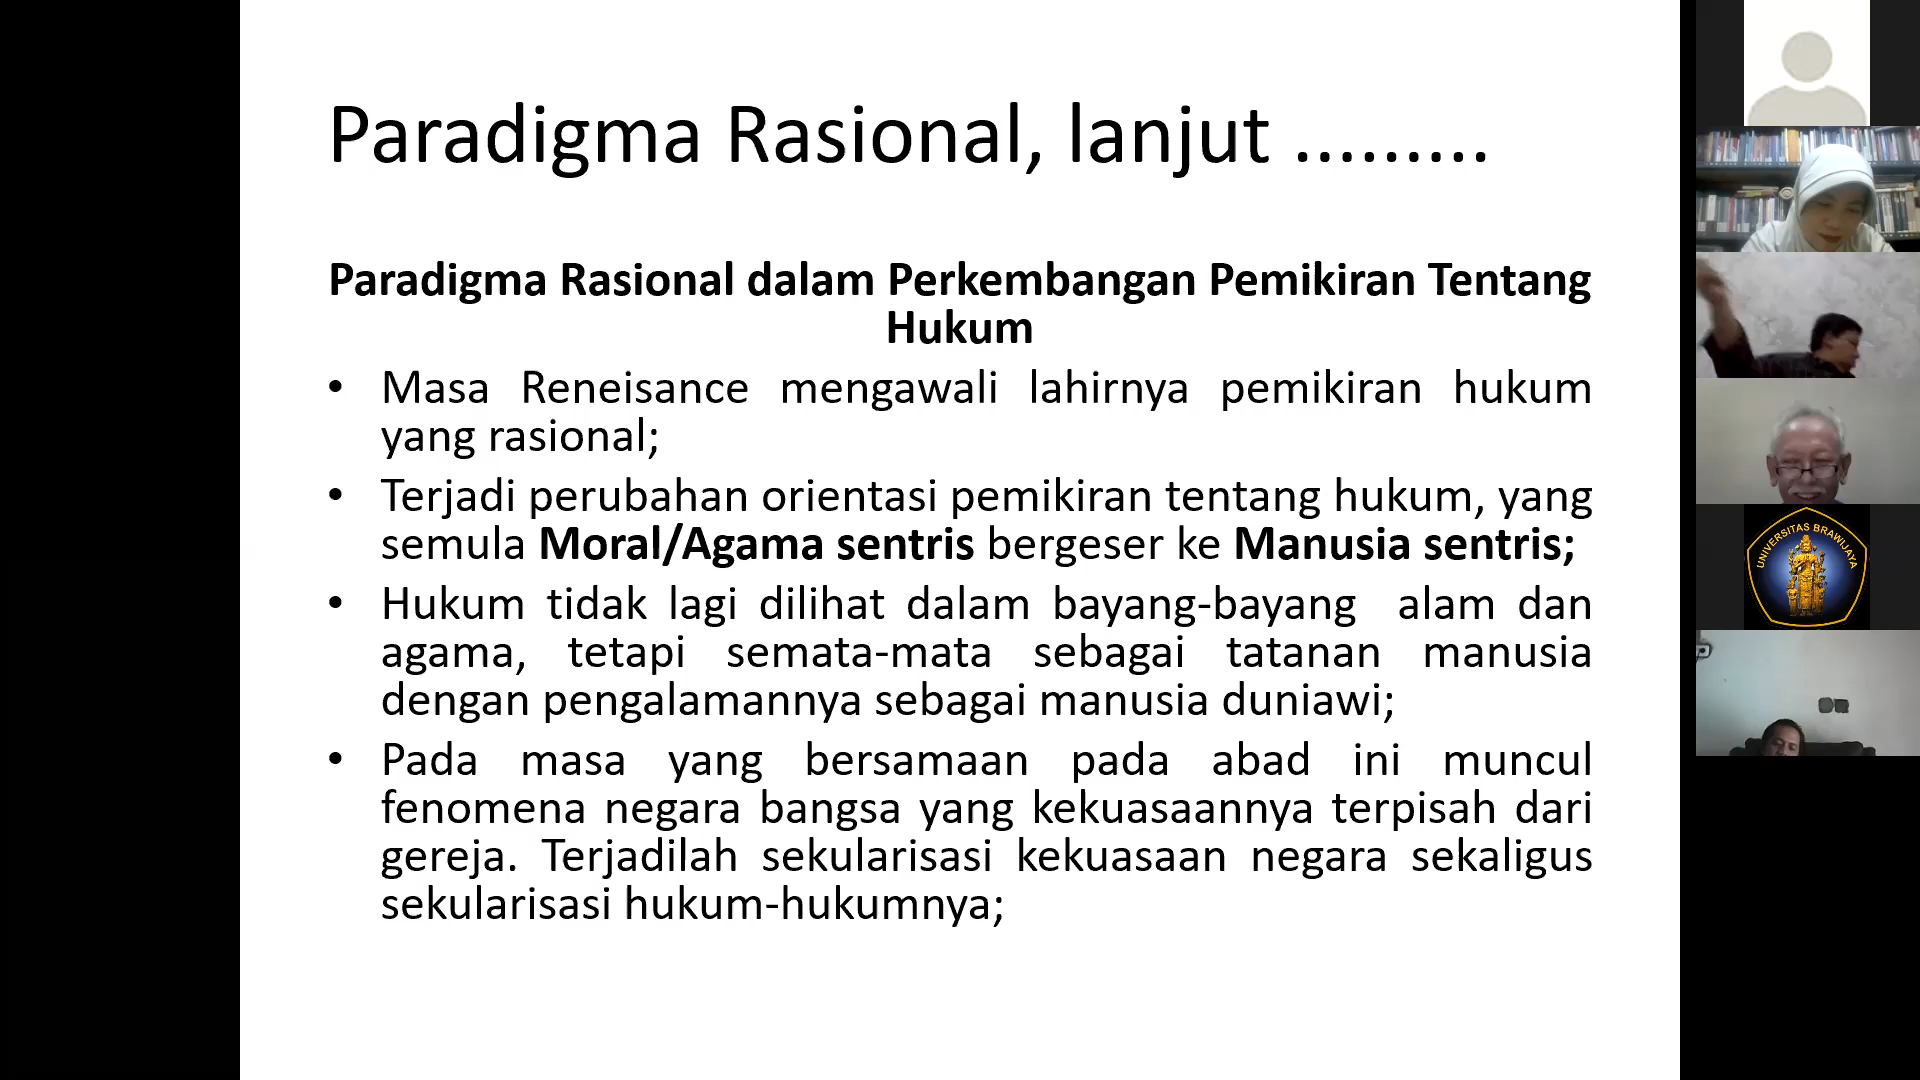 Paradigma Rasional, lanjut .........
Paradigma Rasional dalam Perkembangan Pemikiran Tentang
Hukum
• Masa Reneisance mengawali lahirnya pemikiran hukum
yang rasional;
• Terjadi perubahan orientasi pemikiran tentang hukum, yang
semula Moral/Agama sentris bergeser ke Manusia sentris;
• Hukum tidak lagi dilihat dalam bayang-bayang alam dan
agama, tetapi semata-mata sebagai tatanan manusia
dengan pengalamannya sebagai manusia duniawi;
• Pada masa yang bersamaan pada abad ini muncul
fenomena negara bangsa yang kekuasaannya terpisah dari
gereja. Terjadilah sekularisasi kekuasaan negara sekaligus
sekularisasi hukum-hukumnya;
UNIVERSITAS BRAWIJAYA